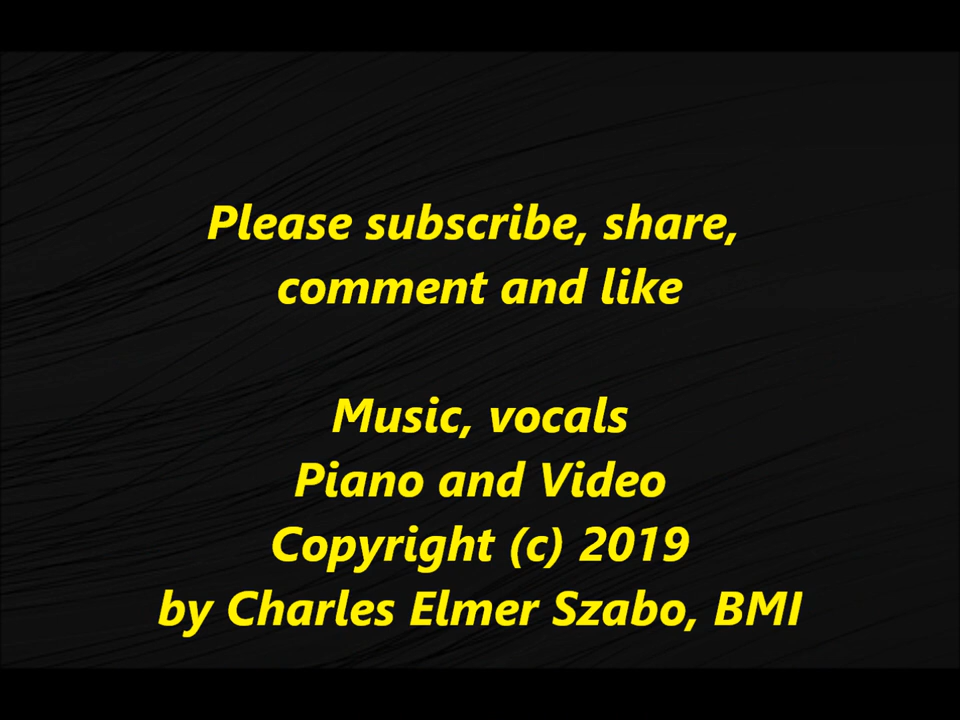 Please subscribe, share,
comment and like
Music, vocals
Piano and Video
Copyright (c) 2019
by Charles Elmer Szabo, BMI